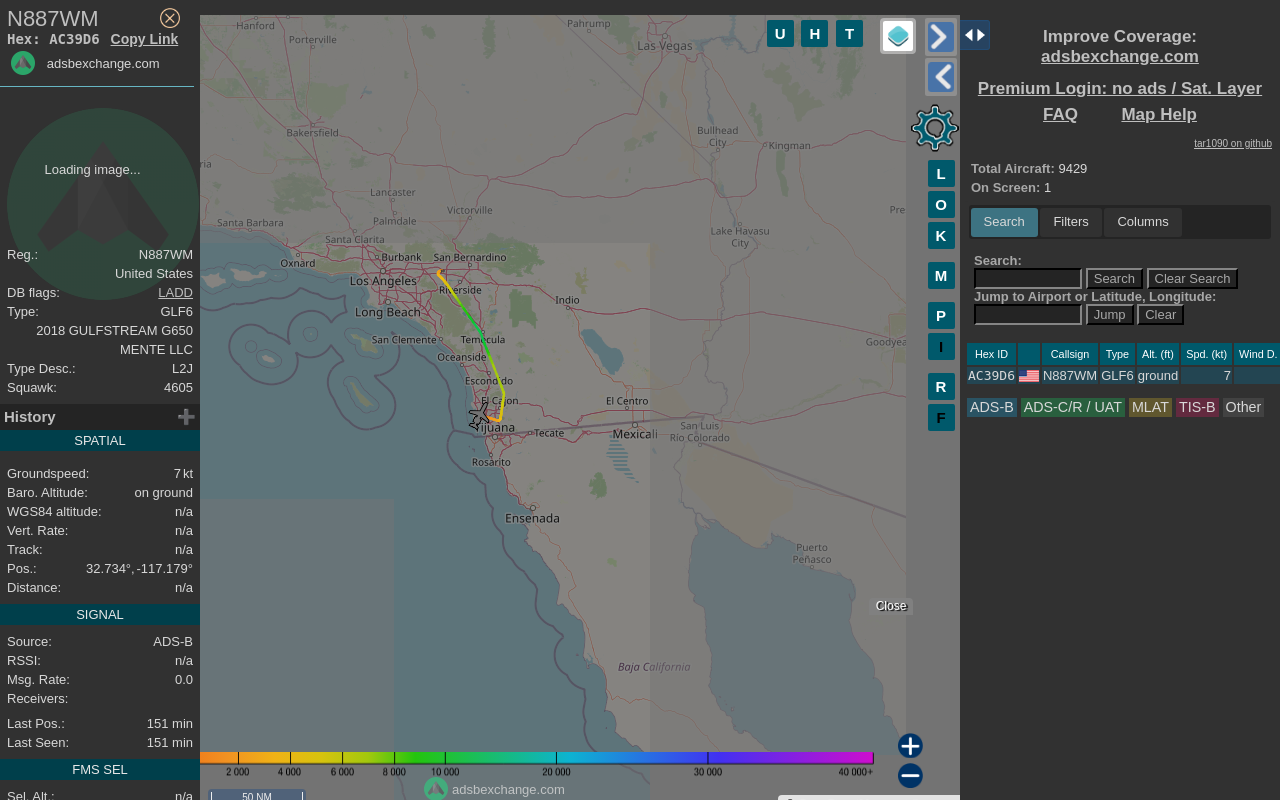 N887WM
Hex: AC39D6 Copy Link
adsbexchange.com
Loading image...
Reg.: N887WM
United States
DB flags: LADD
Type: GLF6
2018 GULFSTREAM G650
MENTE LLC
Type Desc.: L2J
Squawk: 4605
History
SPATIAL
Groundspeed: 7 kt
Baro. Altitude: on ground
WGS84 altitude: n/a
Vert. Rate: n/a
Track: n/a
Pos.: 32.734°, -117.179°
Distance: n/a
SIGNAL
Source: ADS-B
RSSI: n/a
Msg. Rate: 0.0
Receivers:
Last Pos.: 151 min
Last Seen: 151 min
FMS SEL
Sel. Alt.: n/a
Hanford
Porterville
Pahrump
Las Vegas
Bakersfield
Bullhead City
Kingman
Lancaster
Palmdale
Victorville
Santa Barbara
Santa Clarita
Lake Havasu City
Oxnard
Burbank
San Bernardino
Los Angeles
Riverside
Indio
Long Beach
San Clemente
Temecula
Goodyea
Oceanside
Escondido
El Cajon
El Centro
Tijuana
Tecate
Mexicali
San Luis Río Colorado
Rosarito
Ensenada
Puerto Peñasco
Baja California
U H T
L
O
K
M
P
I
R
F
Close
2 000 4 000 6 000 8 000 10 000 20 000 30 000 40 000+
adsbexchange.com
50 NM
Improve Coverage:
adsbexchange.com
Premium Login: no ads / Sat. Layer
FAQ Map Help
tar1090 on github
Total Aircraft: 9429
On Screen: 1
Search Filters Columns
Search:
Search Clear Search
Jump to Airport or Latitude, Longitude:
Jump Clear
Hex ID Callsign Type Alt. (ft) Spd. (kt) Wind D.
AC39D6 N887WM GLF6 ground 7
ADS-B ADS-C/R / UAT MLAT TIS-B Other